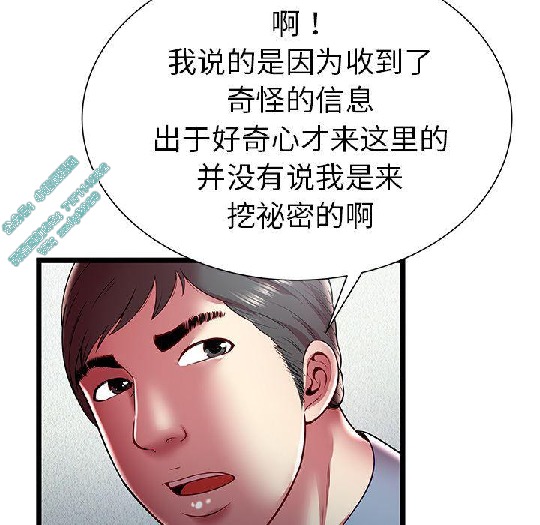 啊！
我说的是因为收到了
奇怪的信息
出于好奇心才来这里的
并没有说我是来
挖祕密的啊